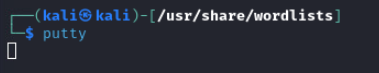 ┌──(kali㉿kali)-[/usr/share/wordlists]
└─$ putty